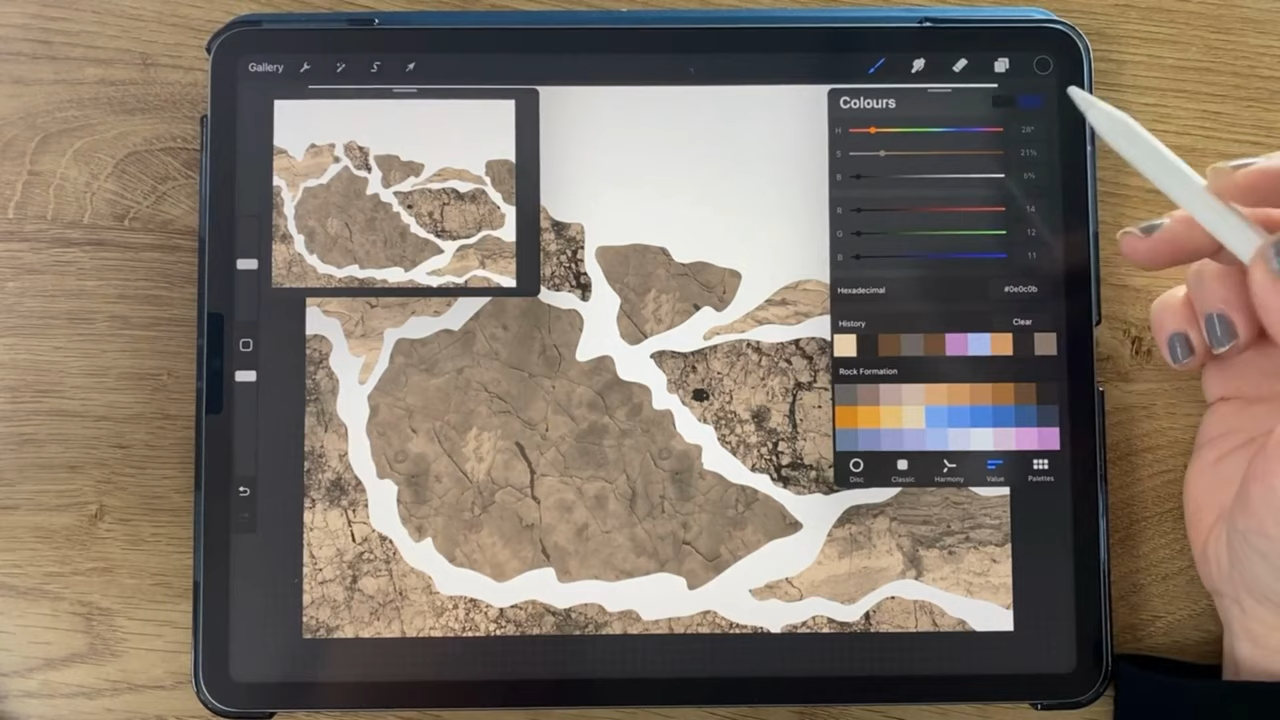 Gallery
Colours
H 28°
S 21%
B 6%
R 14
G 12
B 11
Hexadecimal #0e0c0b
History Clear
Rock Formation
Disc Classic Harmony Value Palettes